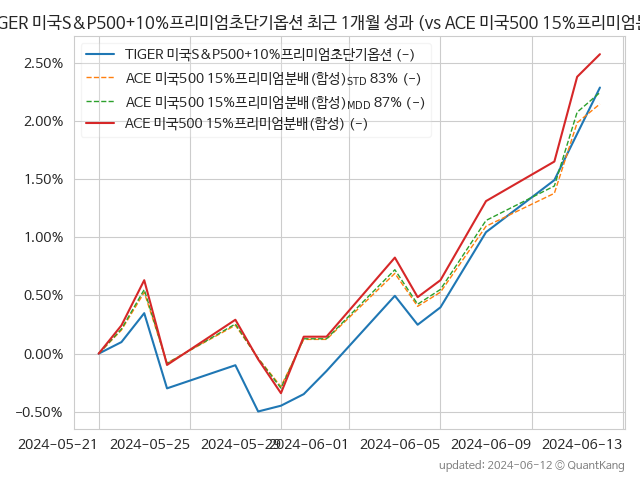 GER 미국S&P500+10%프리미엄초단기옵션 최근 1개월 성과 (vs ACE 미국500 15%프리미엄분
TIGER 미국S&P500+10%프리미엄초단기옵션 (-)
ACE 미국500 15%프리미엄분배(합성)STD 83% (-)
ACE 미국500 15%프리미엄분배(합성)MDD 87% (-)
ACE 미국500 15%프리미엄분배(합성) (-)
2.50%
2.00%
1.50%
1.00%
0.50%
0.00%
-0.50%
2024-05-21 2024-05-25 2024-05-29 2024-06-01 2024-06-05 2024-06-09 2024-06-13
updated: 2024-06-12 © QuantKang